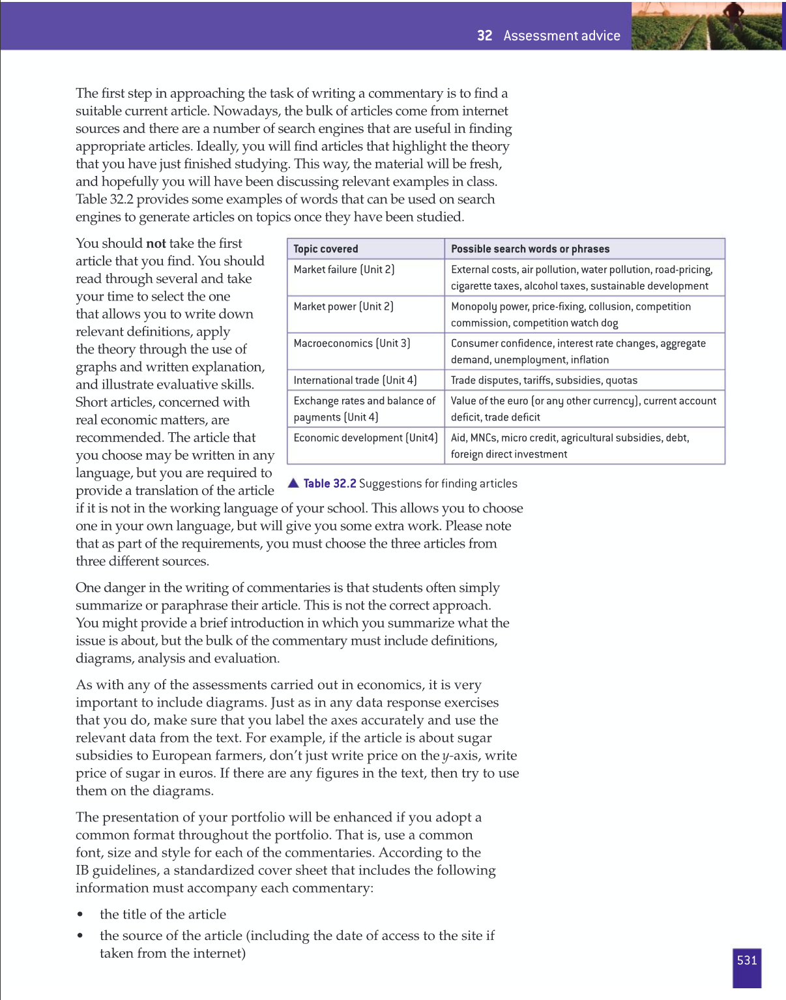 32 Assessment advice
The first step in approaching the task of writing a commentary is to find a
suitable current article. Nowadays, the bulk of articles come from internet
sources and there are a number of search engines that are useful in finding
appropriate articles. Ideally, you will find articles that highlight the theory
that you have just finished studying. This way, the material will be fresh,
and hopefully you will have been discussing relevant examples in class.
Table 32.2 provides some examples of words that can be used on search
engines to generate articles on topics once they have been studied.
You should not take the first
article that you find. You should
read through several and take
your time to select the one
that allows you to write down
relevant definitions, apply
the theory through the use of
graphs and written explanation,
and illustrate evaluative skills.
Short articles, concerned with
real economic matters, are
recommended. The article that
you choose may be written in any
language, but you are required to
provide a translation of the article
if it is not in the working language of your school. This allows you to choose
one in your own language, but will give you some extra work. Please note
that as part of the requirements, you must choose the three articles from
three different sources.
Topic covered Possible search words or phrases
Market failure (Unit 2) External costs, air pollution, water pollution, road-pricing,
cigarette taxes, alcohol taxes, sustainable development
Market power (Unit 2) Monopoly power, price-fixing, collusion, competition
commission, competition watch dog
Macroeconomics (Unit 3) Consumer confidence, interest rate changes, aggregate
demand, unemployment, inflation
International trade (Unit 4) Trade disputes, tariffs, subsidies, quotas
Exchange rates and balance of Value of the euro (or any other currency), current account
payments (Unit 4) deficit, trade deficit
Economic development (Unit4) Aid, MNCs, micro credit, agricultural subsidies, debt,
foreign direct investment
▲ Table 32.2 Suggestions for finding articles
One danger in the writing of commentaries is that students often simply
summarize or paraphrase their article. This is not the correct approach.
You might provide a brief introduction in which you summarize what the
issue is about, but the bulk of the commentary must include definitions,
diagrams, analysis and evaluation.
As with any of the assessments carried out in economics, it is very
important to include diagrams. Just as in any data response exercises
that you do, make sure that you label the axes accurately and use the
relevant data from the text. For example, if the article is about sugar
subsidies to European farmers, don't just write price on the y-axis, write
price of sugar in euros. If there are any figures in the text, then try to use
them on the diagrams.
The presentation of your portfolio will be enhanced if you adopt a
common format throughout the portfolio. That is, use a common
font, size and style for each of the commentaries. According to the
IB guidelines, a standardized cover sheet that includes the following
information must accompany each commentary:
• the title of the article
• the source of the article (including the date of access to the site if
taken from the internet)
531